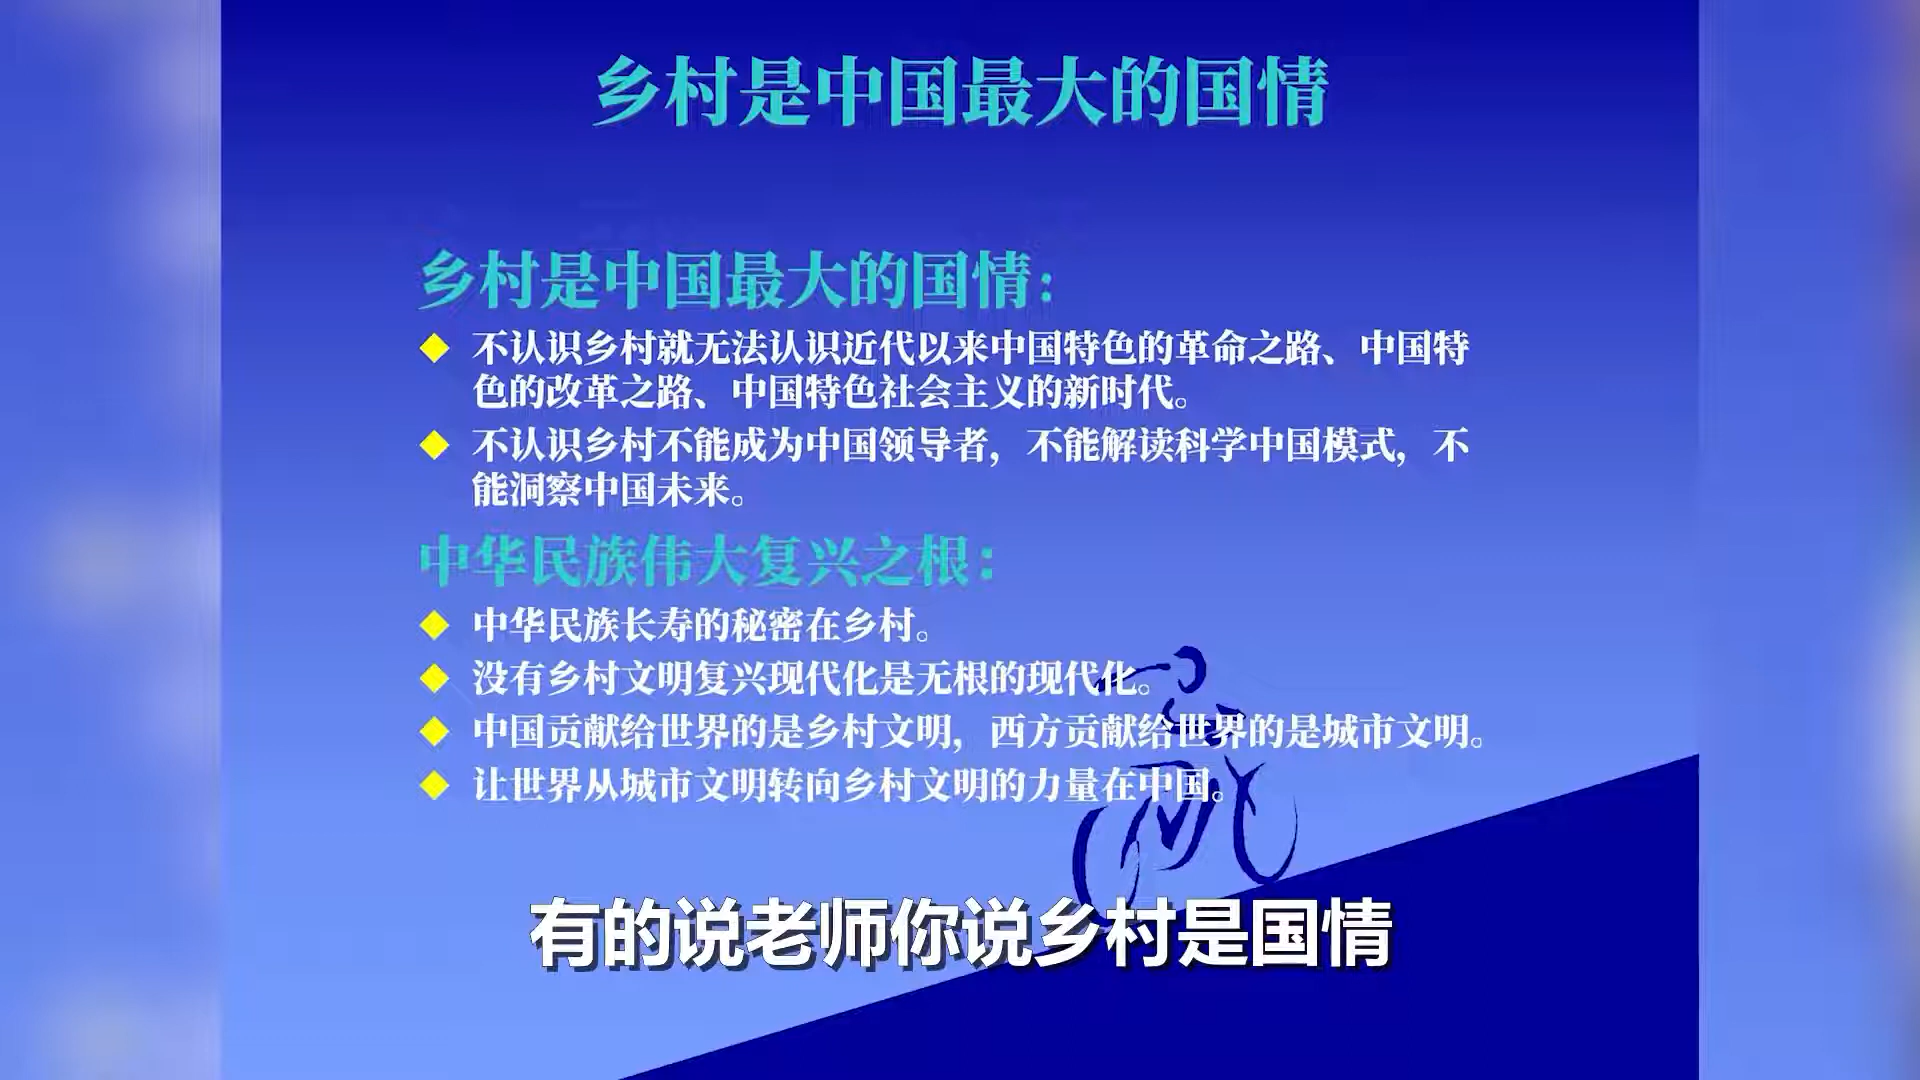 乡村是中国最大的国情
乡村是中国最大的国情：
不认识乡村就无法认识近代以来中国特色的革命之路、中国特
色的改革之路、中国特色社会主义的新时代。
不认识乡村不能成为中国领导者，不能解读科学中国模式，不
能洞察中国未来。
中华民族伟大复兴之根：
中华民族长寿的秘密在乡村。
没有乡村文明复兴现代化是无根的现代化。
中国贡献给世界的是乡村文明，西方贡献给世界的是城市文明。
让世界从城市文明转向乡村文明的力量在中国。
有的说老师你说乡村是国情